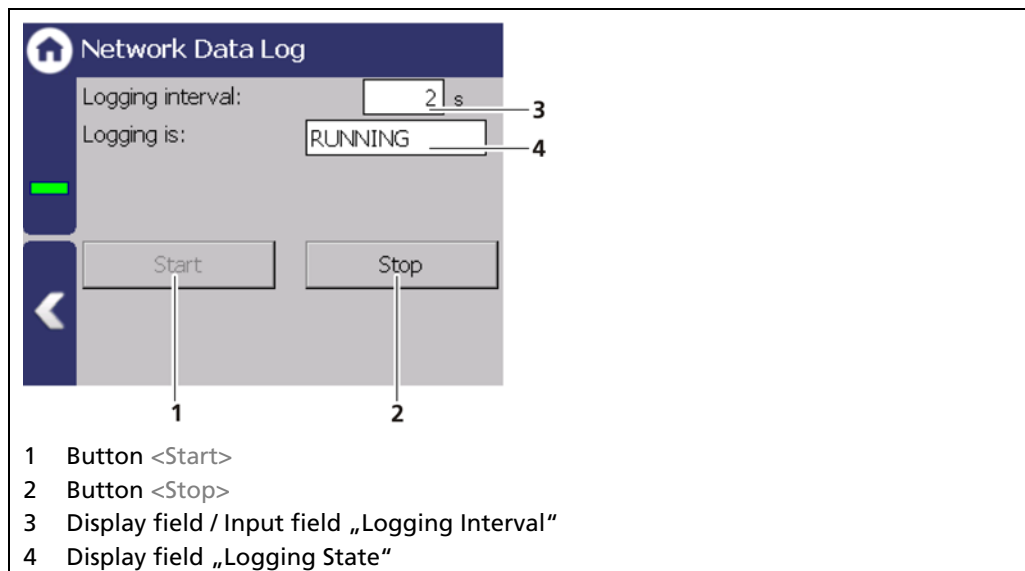 Network Data Log
Logging interval: 2 s
3
Logging is: RUNNING
4
Start Stop
1 2
1 Button <Start>
2 Button <Stop>
3 Display field / Input field „Logging Interval“
4 Display field „Logging State“